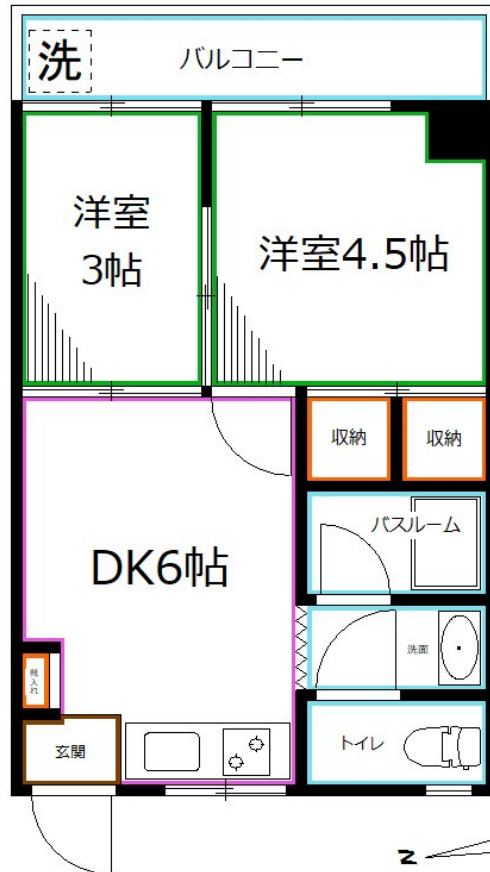 洗
バルコニー
洋室
3帖
洋室4.5帖
収納
収納
バスルーム
DK6帖
洗面
靴入れ
玄関
トイレ
N